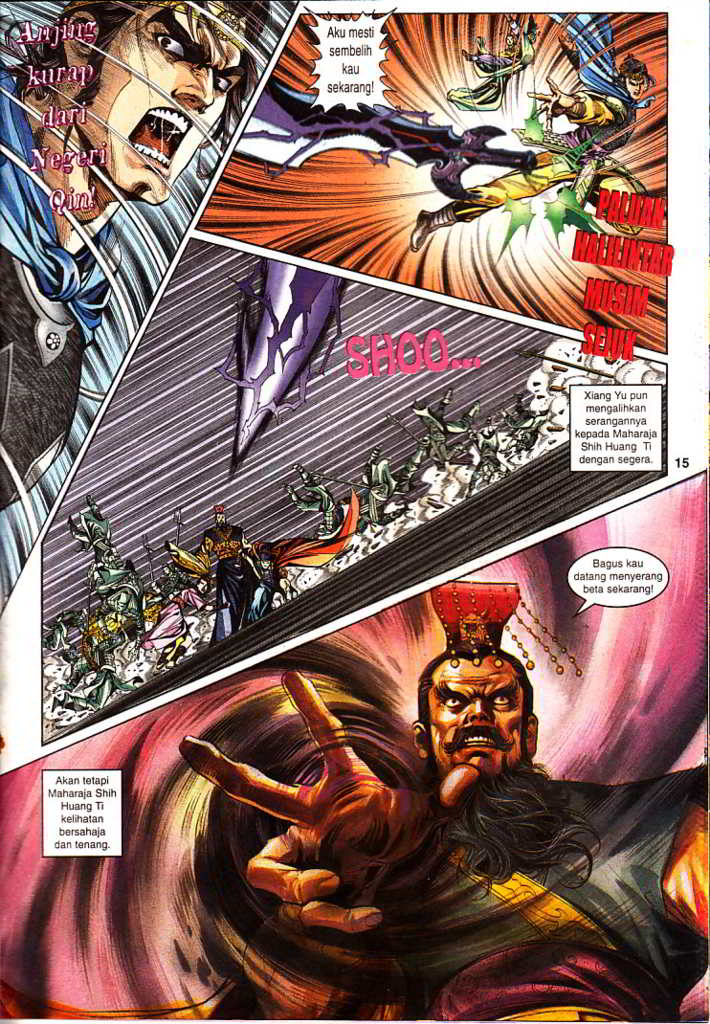 Anjing
kurap
dari
Negeri
Qin!
Aku mesti
sembelih
kau
sekarang!
PALUAN
HALILINTAR
MUSIM
SEJUK
SHOO...
Xiang Yu pun
mengalihkan
serangannya
kepada Maharaja
Shih Huang Ti
dengan segera.
15
Bagus kau
datang menyerang
beta sekarang!
Akan tetapi
Maharaja Shih
Huang Ti
kelihatan
bersahaja
dan tenang.